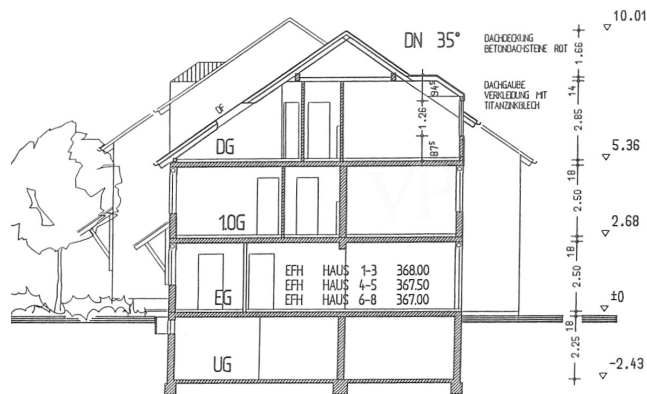 10.01
DN 35°
DACHDECKUNG
BETONDACHSTEINE ROT
1.66
DACHGAUBE
VERKLEIDUNG MIT
TITANZINKBLECH
14
94⁵
DF
1.26
2.85
DG
87⁵
5.36
18
2.50
1.OG
2.68
18
EFH HAUS 1-3 368.00
EFH HAUS 4-5 367.50
EFH HAUS 6-8 367.00
2.50
EG
±0
18
2.25
UG
-2.43